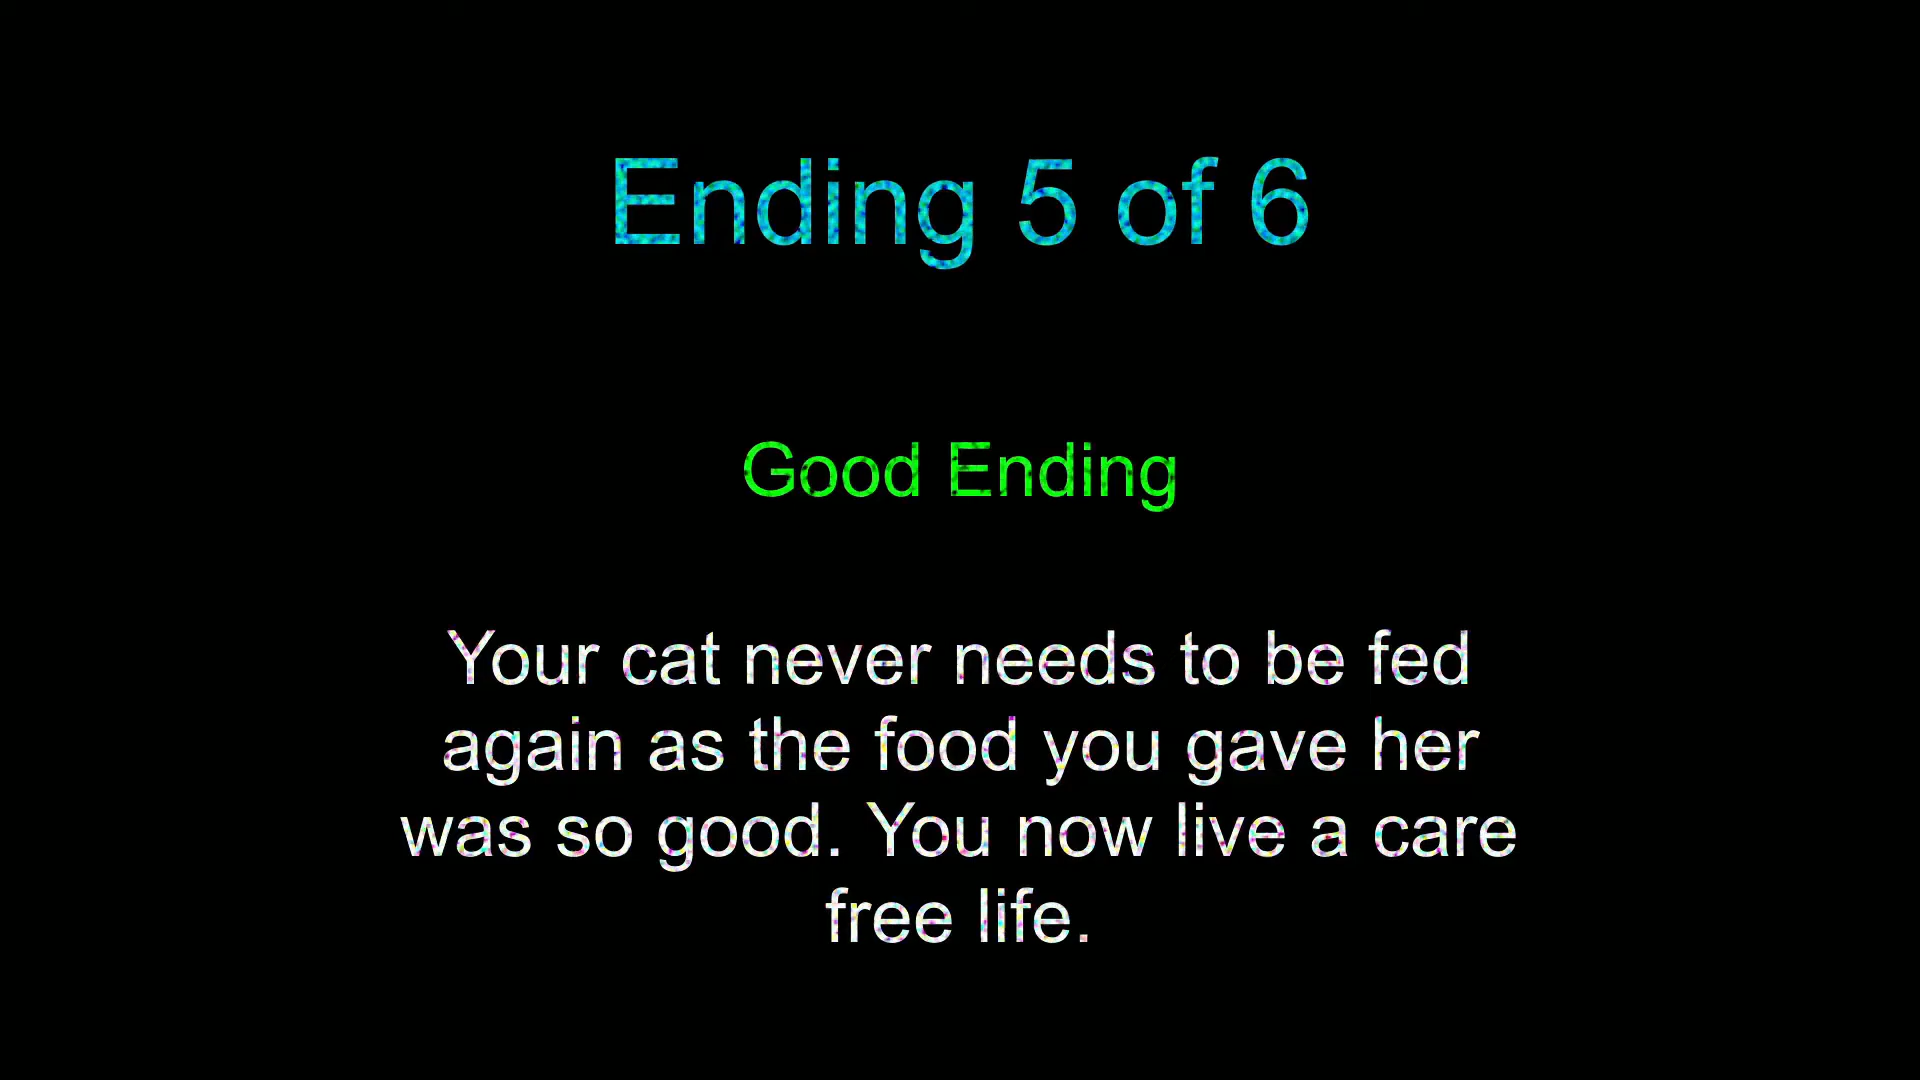 Ending 5 of 6
Good Ending
Your cat never needs to be fed
again as the food you gave her
was so good. You now live a care
free life.